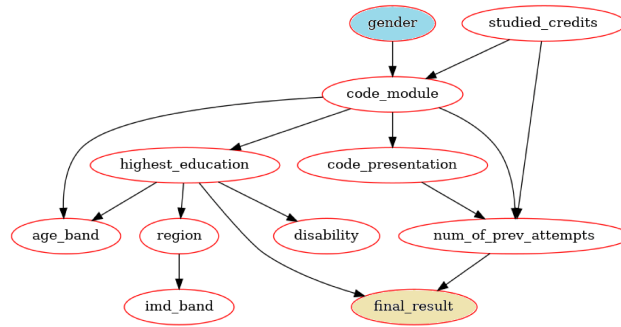 gender
studied_credits
code_module
highest_education
code_presentation
age_band
region
disability
num_of_prev_attempts
imd_band
final_result